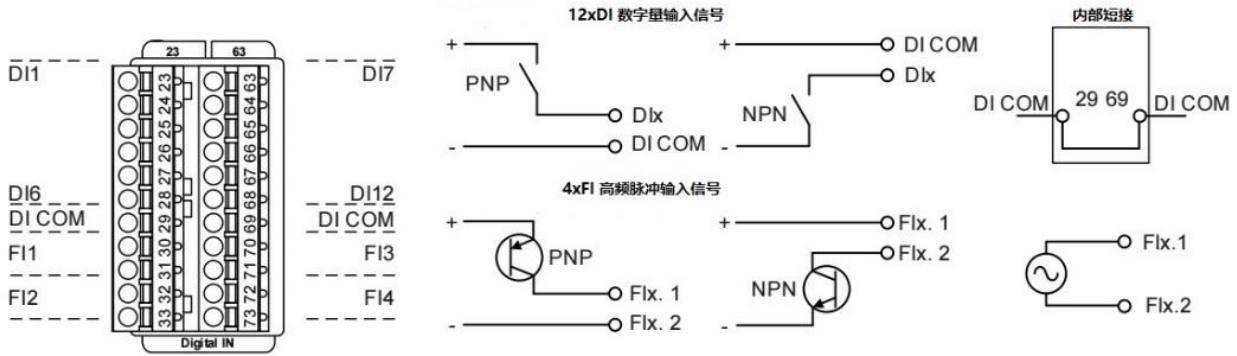 12xDI 数字量输入信号
内部短接
23 63
DI1
DI7
23 63
24 64
25 65
26 66
27 67
28 68
29 69
30 70
31 71
32 72
33 73
DI6
DI12
DI COM
DI COM
FI1
FI3
FI2
FI4
Digital IN
+
PNP
DIx
DI COM
-
+
DI COM
DIx
NPN
-
DI COM 29 69 DI COM
4xFI 高频脉冲输入信号
+
PNP
FIx. 1
FIx. 2
-
+
FIx. 1
FIx. 2
NPN
-
FIx.1
FIx.2